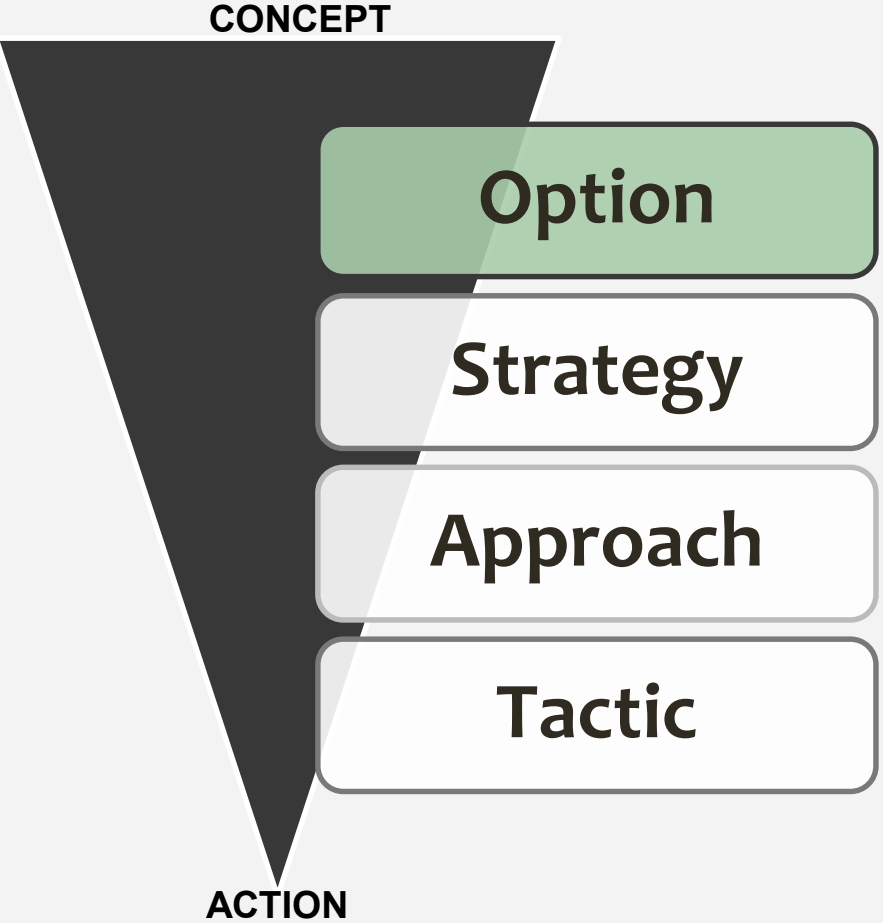 CONCEPT
Option
Strategy
Approach
Tactic
ACTION